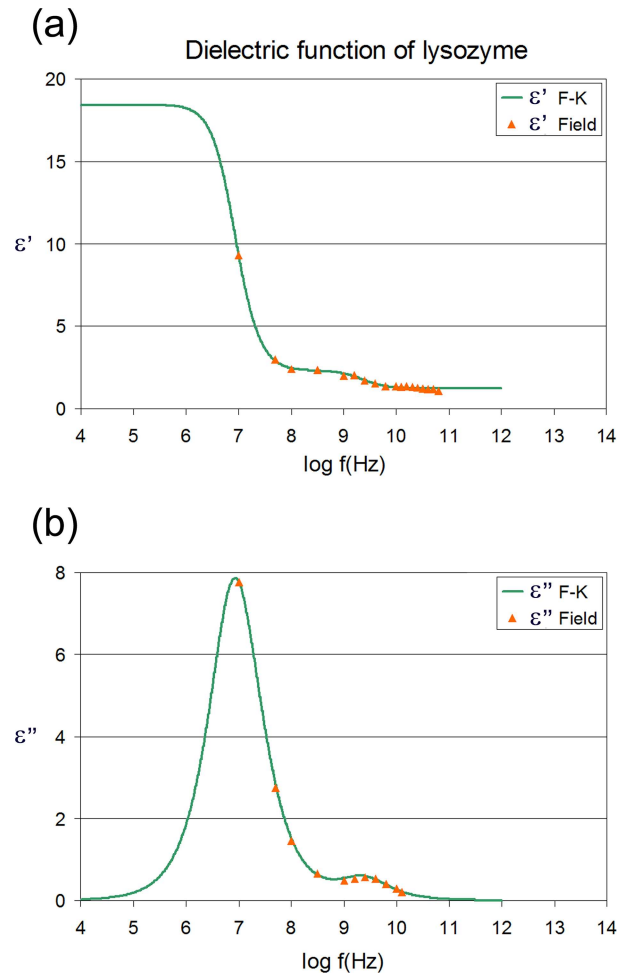 (a)
Dielectric function of lysozyme
20
15
10
5
0
ε'
ε' F-K
ε' Field
4 5 6 7 8 9 10 11 12 13 14
log f(Hz)
(b)
8
6
4
2
0
ε"
ε" F-K
ε" Field
4 5 6 7 8 9 10 11 12 13 14
log f(Hz)